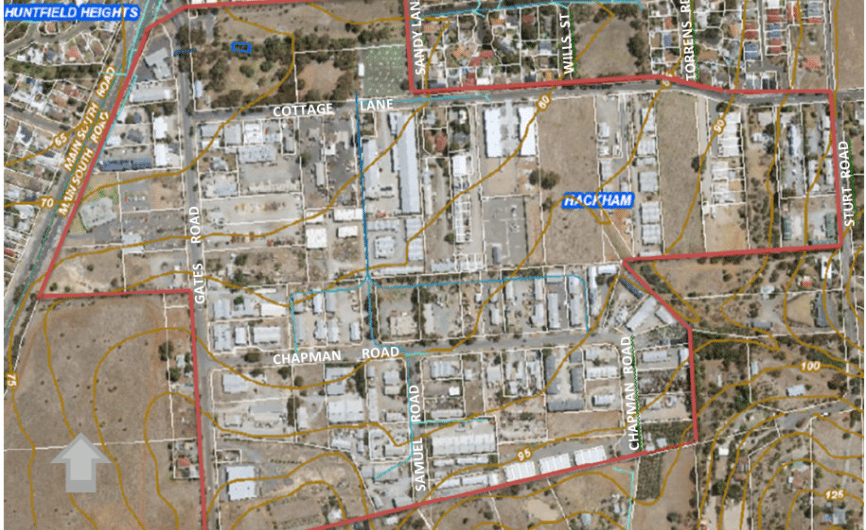 HUNTFIELD HEIGHTS
SANDY LAN
WILLS ST
TORRENS RD
MAIN SOUTH ROAD
MAIN SOUTH ROAD
COTTAGE LANE
65
70
80
90
HACKHAM
STURT ROAD
GATES ROAD
CHAPMAN ROAD
CHAPMAN ROAD
SAMUEL ROAD
75
95
100
125